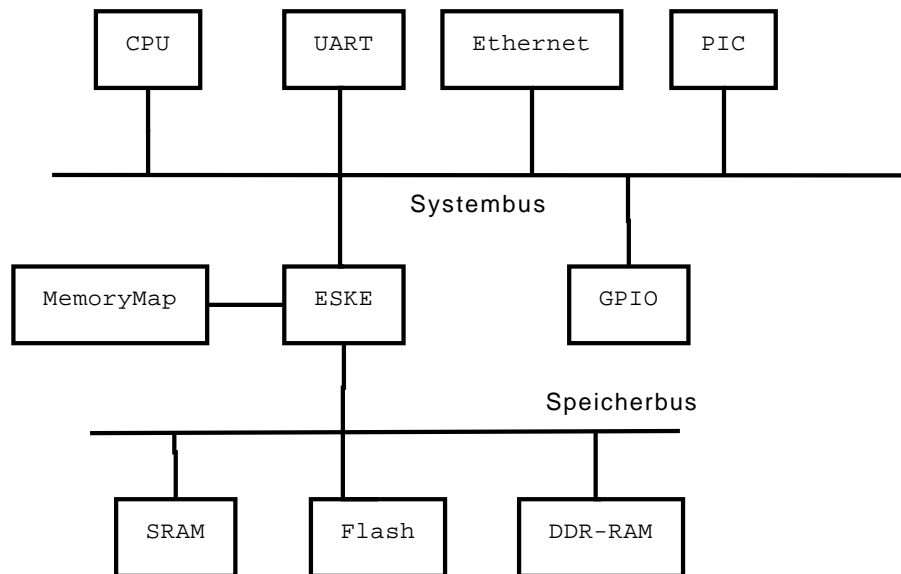 CPU
UART
Ethernet
PIC
Systembus
MemoryMap
ESKE
GPIO
Speicherbus
SRAM
Flash
DDR-RAM